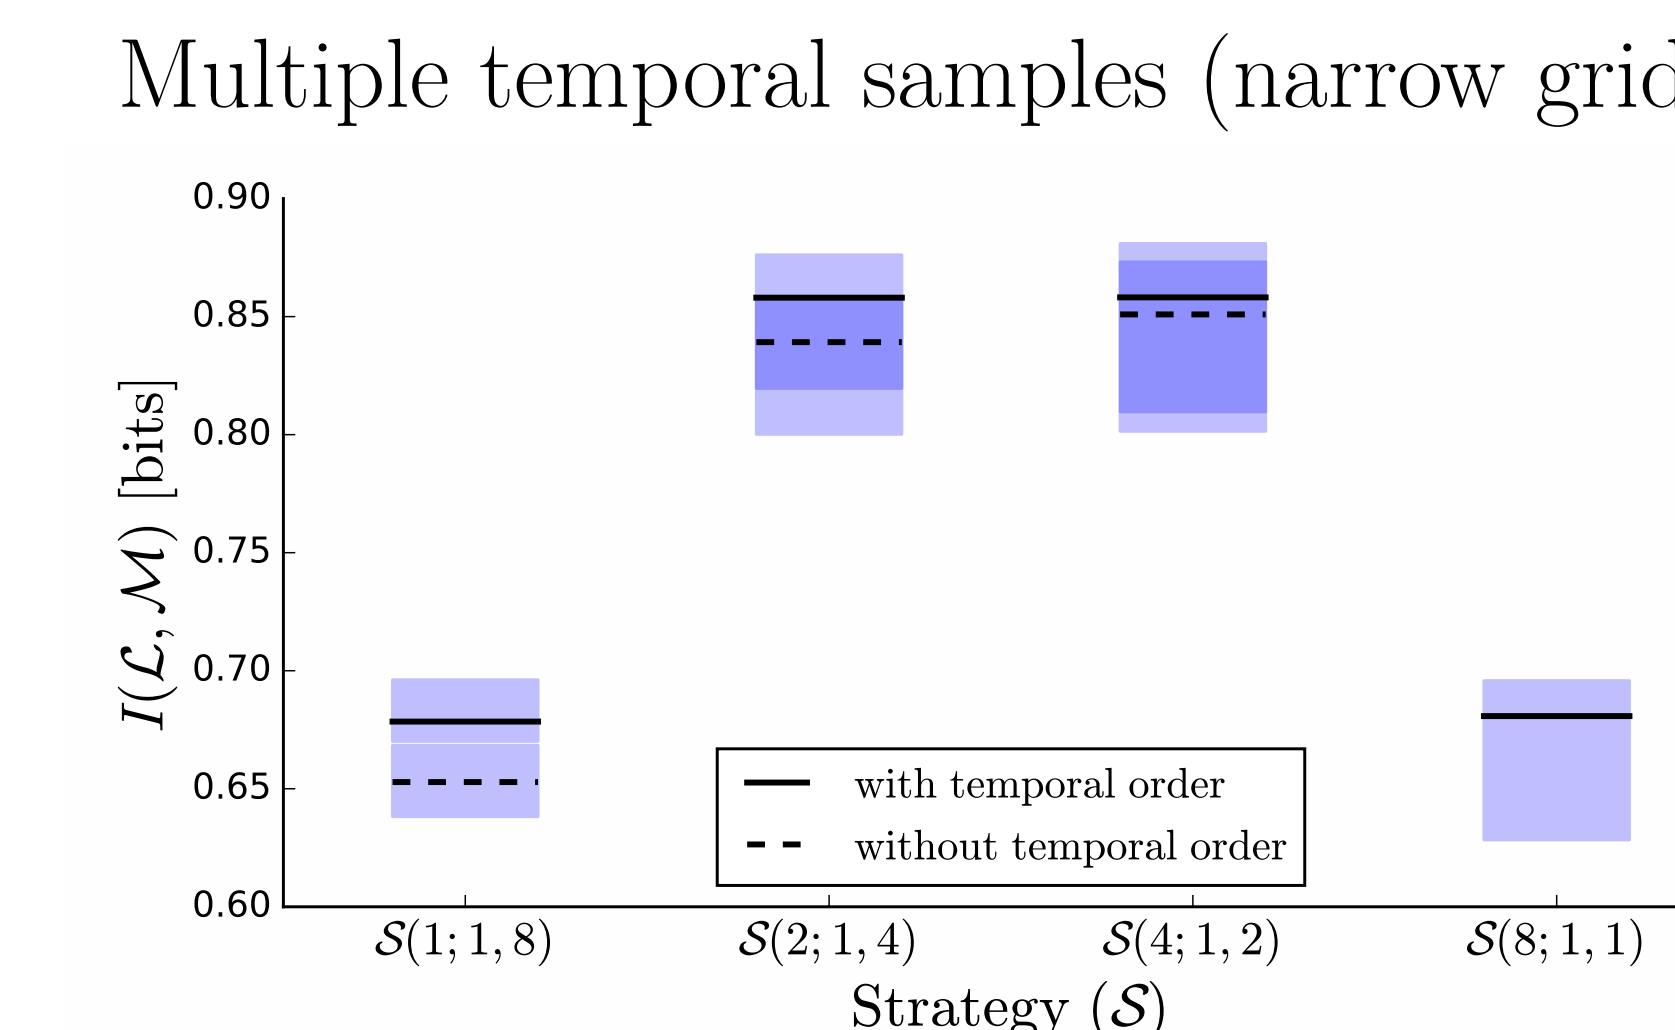 Multiple temporal samples (narrow grid
0.90
0.85
0.80
0.75
0.70
0.65
0.60
I(ℒ, ℳ) [bits]
with temporal order
without temporal order
𝒮(1; 1, 8) 𝒮(2; 1, 4) 𝒮(4; 1, 2) 𝒮(8; 1, 1)
Strategy (𝒮)